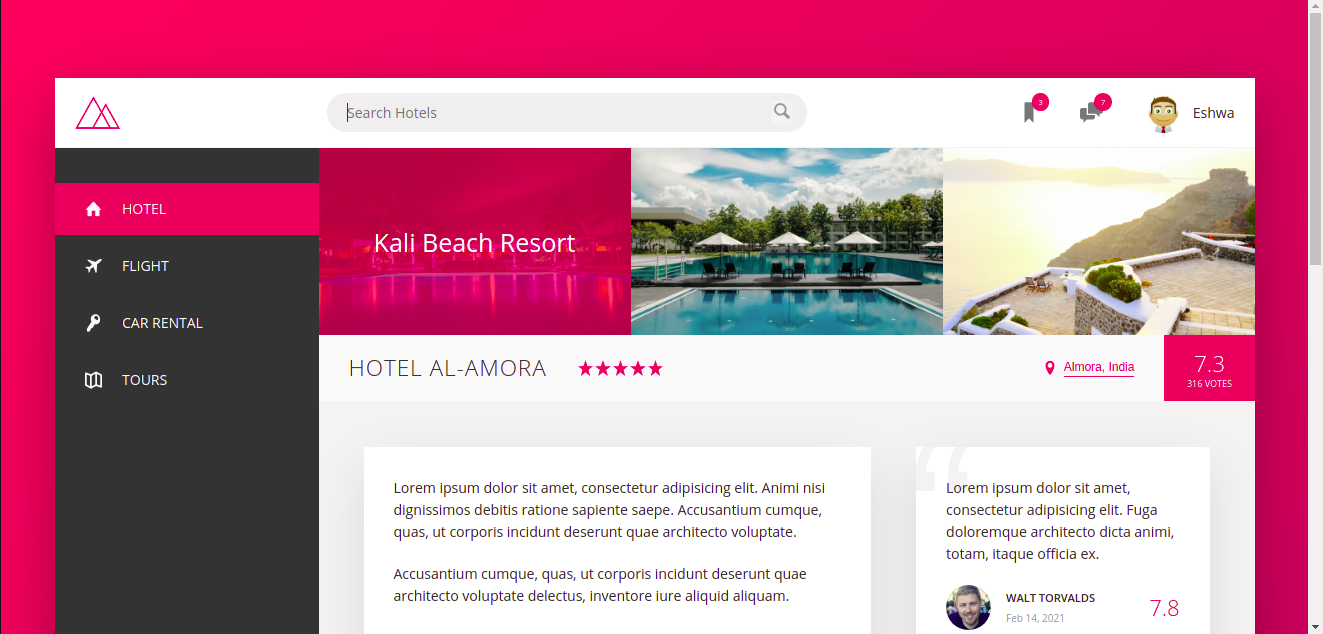 Search Hotels
3
7
Eshwa
HOTEL
FLIGHT
CAR RENTAL
TOURS
Kali Beach Resort
HOTEL AL-AMORA
Almora, India
7.3
316 VOTES
Lorem ipsum dolor sit amet, consectetur adipisicing elit. Animi nisi
dignissimos debitis ratione sapiente saepe. Accusantium cumque,
quas, ut corporis incidunt deserunt quae architecto voluptate.
Accusantium cumque, quas, ut corporis incidunt deserunt quae
architecto voluptate delectus, inventore iure aliquid aliquam.
“
Lorem ipsum dolor sit amet,
consectetur adipisicing elit. Fuga
doloremque architecto dicta animi,
totam, itaque officia ex.
WALT TORVALDS
Feb 14, 2021
7.8